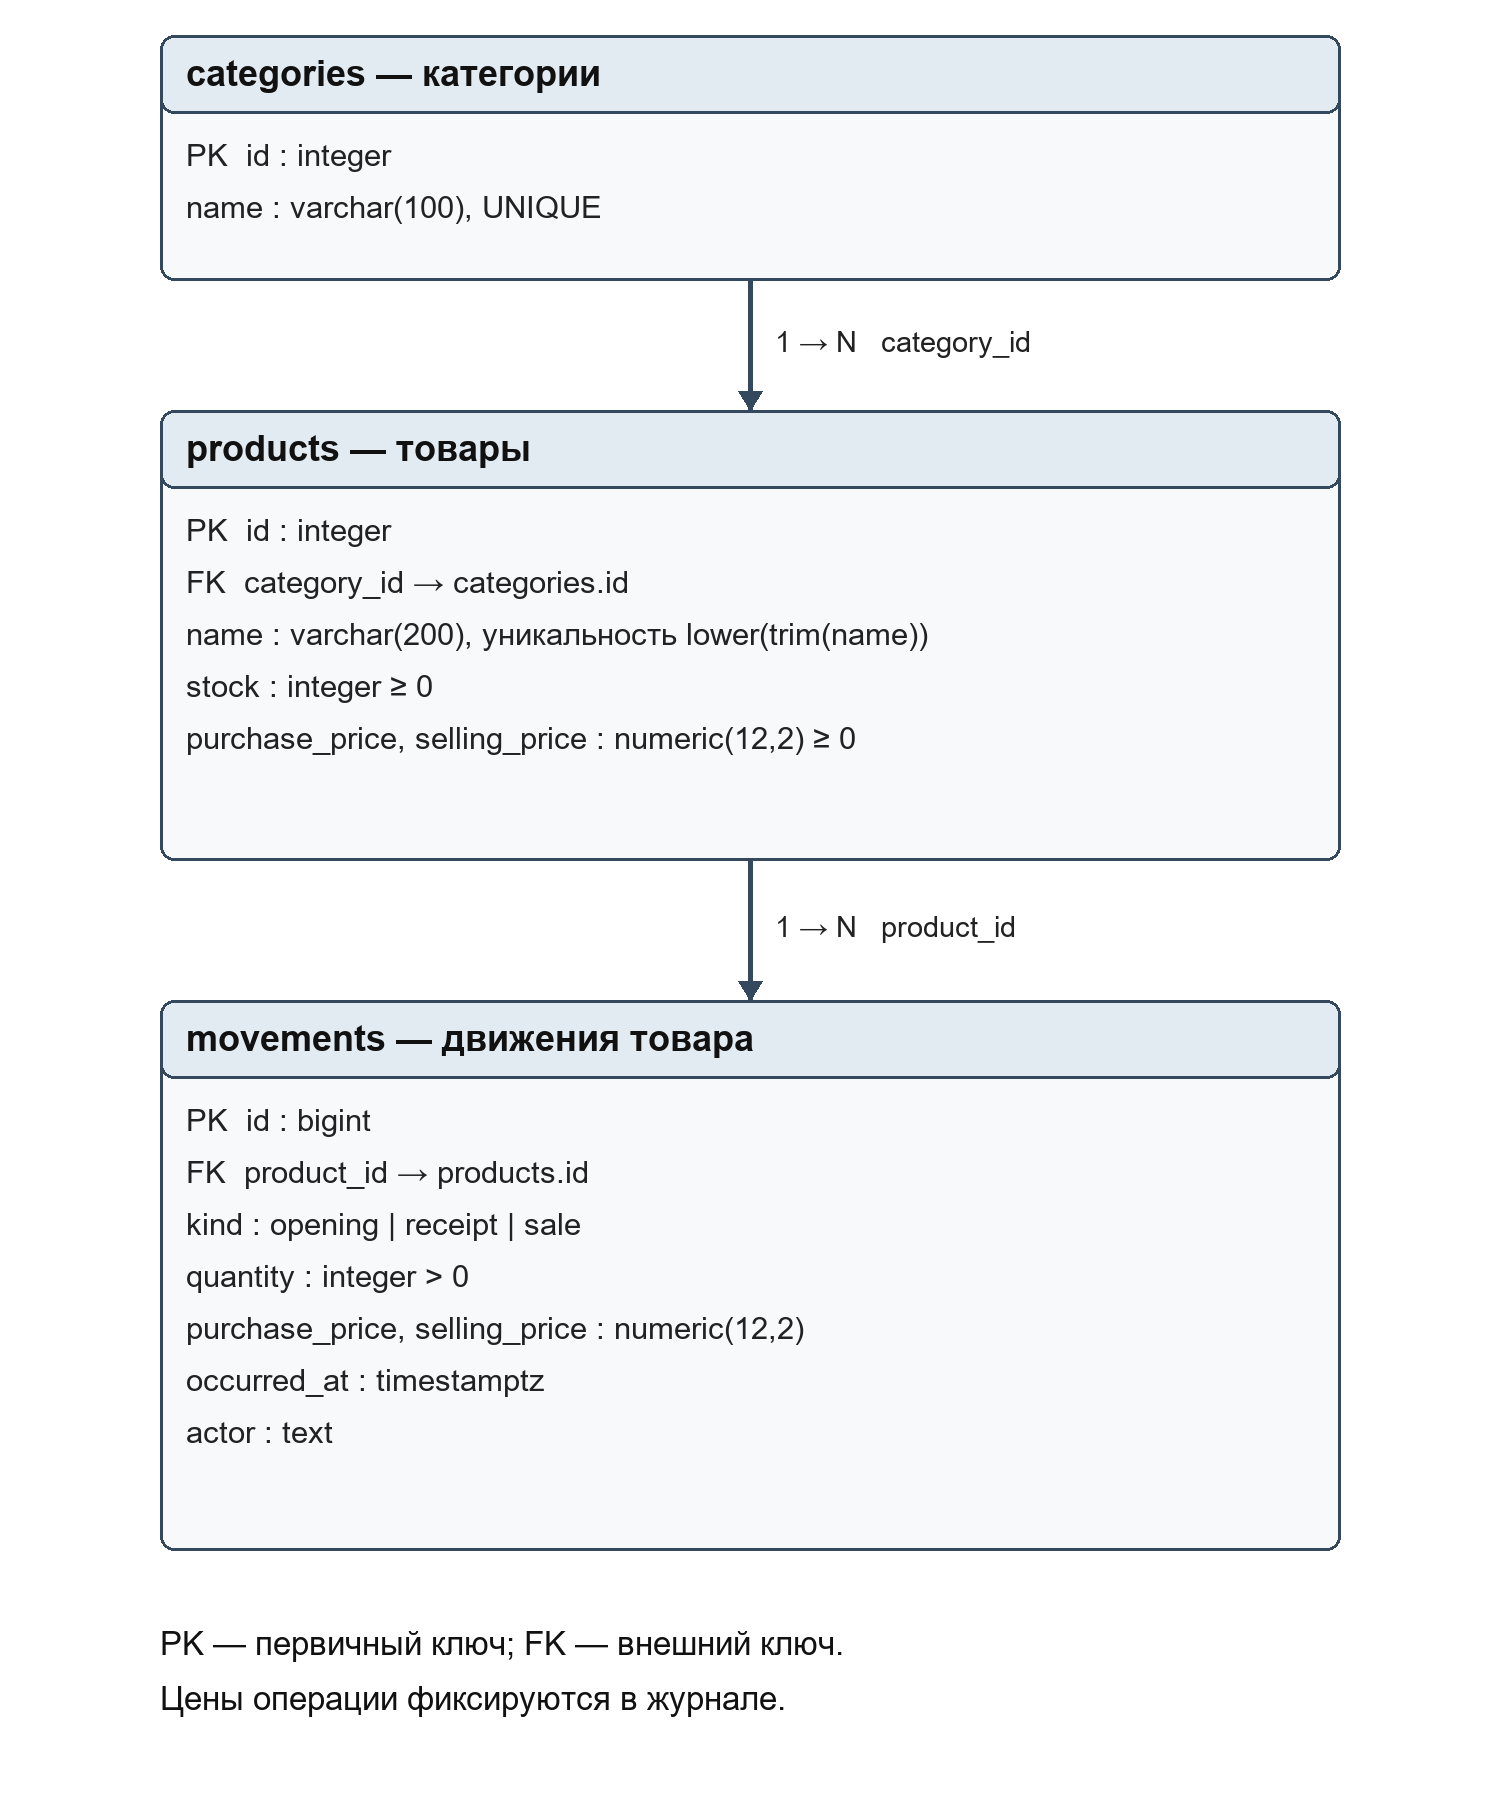 categories — категории
PK id : integer
name : varchar(100), UNIQUE
1 → N category_id
products — товары
PK id : integer
FK category_id → categories.id
name : varchar(200), уникальность lower(trim(name))
stock : integer ≥ 0
purchase_price, selling_price : numeric(12,2) ≥ 0
1 → N product_id
movements — движения товара
PK id : bigint
FK product_id → products.id
kind : opening | receipt | sale
quantity : integer > 0
purchase_price, selling_price : numeric(12,2)
occurred_at : timestamptz
actor : text
PK — первичный ключ; FK — внешний ключ.
Цены операции фиксируются в журнале.